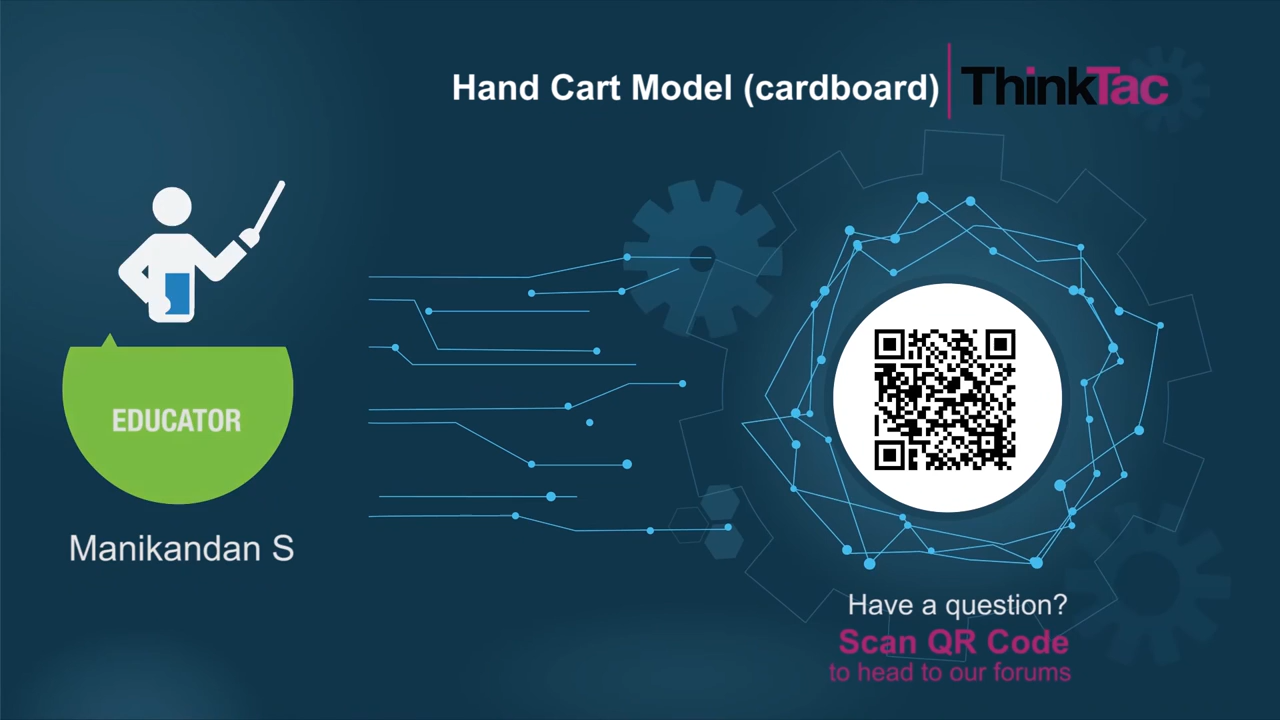 Hand Cart Model (cardboard)
ThinkTac
EDUCATOR
Manikandan S
Have a question?
Scan QR Code
to head to our forums